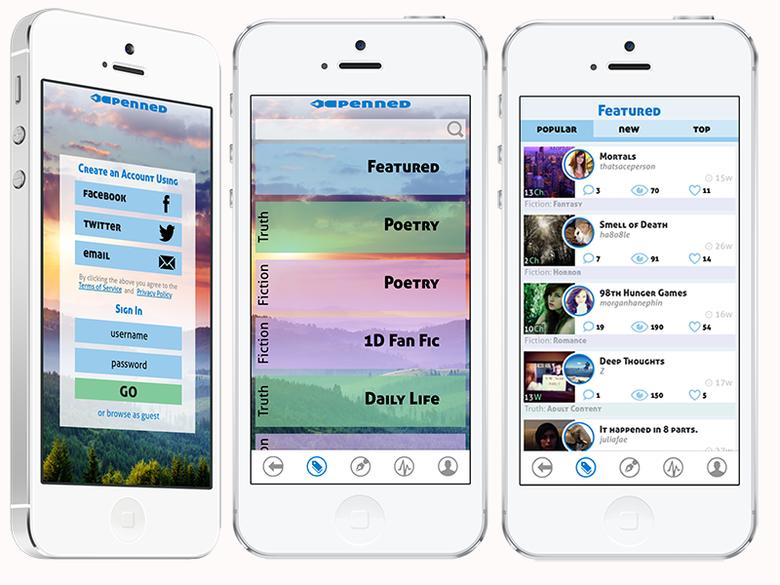 PENNED
Create an Account Using
FACEBOOK
TWITTER
EMAIL
By clicking the above you agree to the
Terms of Service and Privacy Policy
Sign In
username
password
GO
or browse as guest
PENNED
Featured
Truth
Poetry
Fiction
Poetry
Fiction
1D Fan Fic
Truth
Daily Life
on
Featured
POPULAR NEW TOP
Mortals
thatsaceperson
15w
13Ch 3 70 11
Fiction: Fantasy
Smell of Death
ha8o8le
26w
2Ch 7 91 14
Fiction: Horror
98th Hunger Games
morganhanephin
16w
10Ch 19 190 54
Fiction: Romance
Deep Thoughts
Z
17w
13W 1 150 5
Truth: Adult Content
It happened in 8 parts.
juliafae